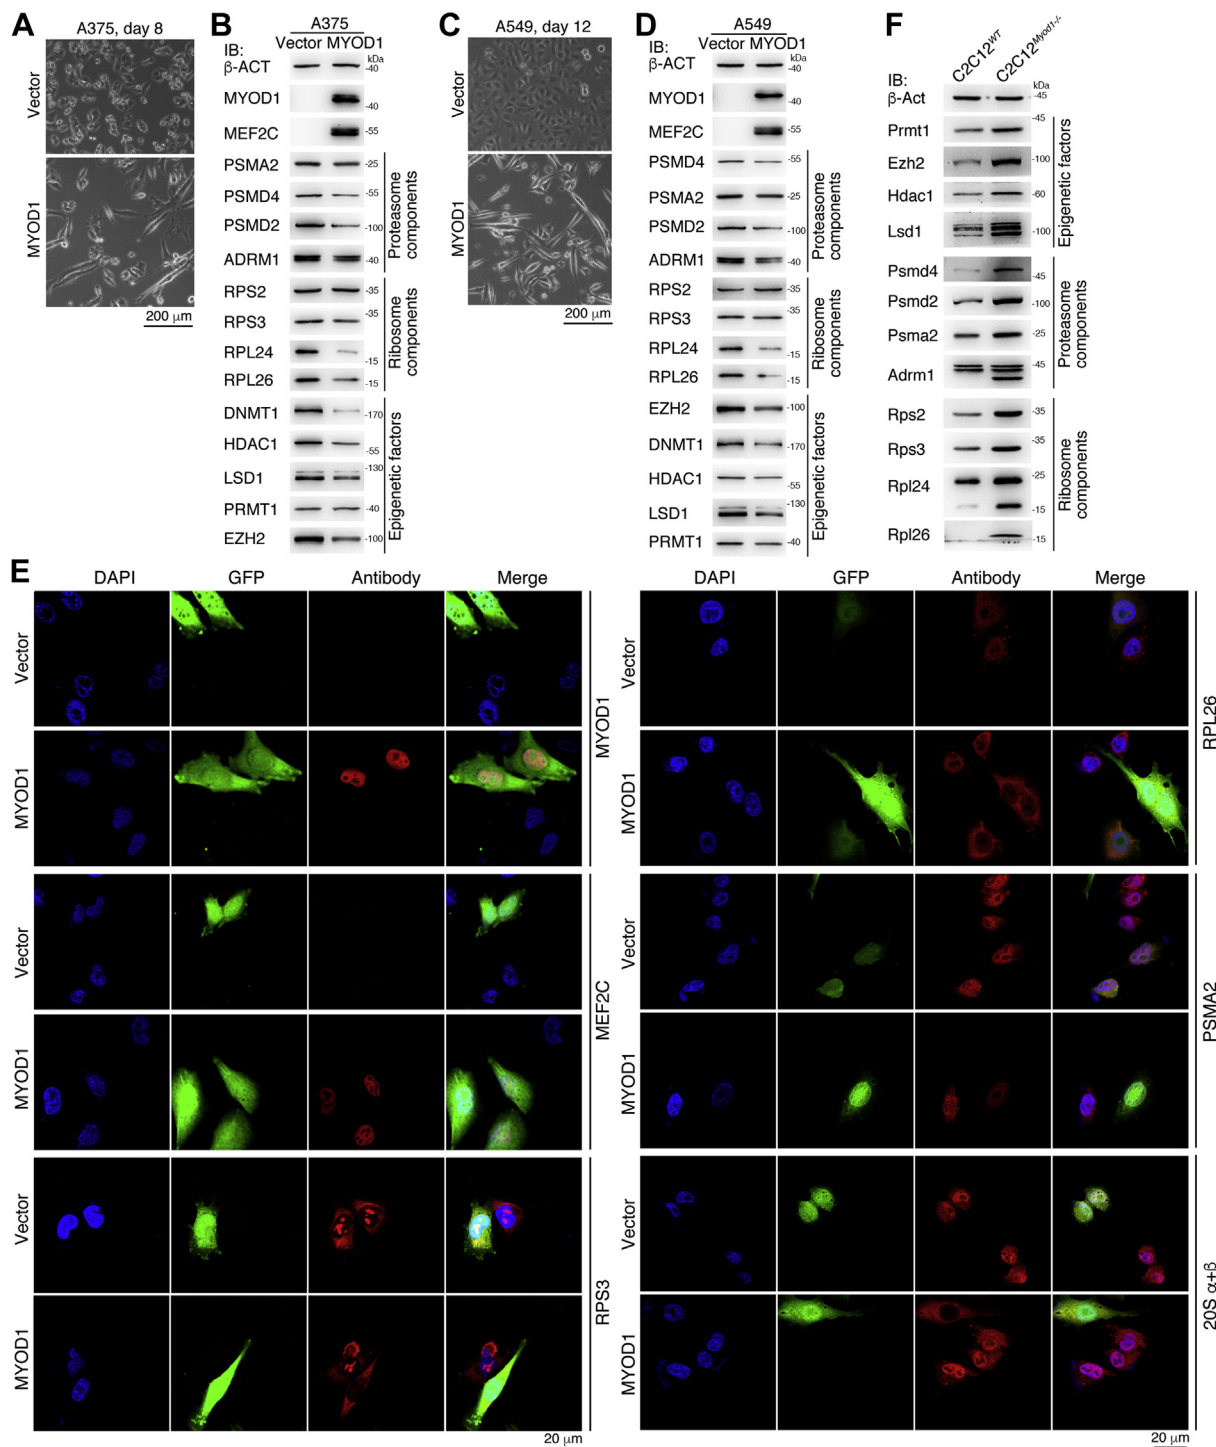 A
A375, day 8
Vector
MYOD1
200 μm
B
A375
Vector MYOD1
IB:
kDa
β-ACT
-40
MYOD1
-40
MEF2C
-55
PSMA2
-25
PSMD4
-55
PSMD2
-100
ADRM1
-40
Proteasome
components
RPS2
-35
RPS3
-35
RPL24
-15
RPL26
-15
Ribosome
components
DNMT1
-170
HDAC1
-55
LSD1
-130
PRMT1
-40
EZH2
-100
Epigenetic factors
C
A549, day 12
Vector
MYOD1
200 μm
D
A549
Vector MYOD1
IB:
kDa
β-ACT
-40
MYOD1
-40
MEF2C
-55
PSMD4
-55
PSMA2
-25
PSMD2
-100
ADRM1
-40
Proteasome
components
RPS2
-35
RPS3
-35
RPL24
-15
RPL26
-15
Ribosome
components
EZH2
-100
DNMT1
-170
HDAC1
-55
LSD1
-130
PRMT1
-40
Epigenetic factors
F
C2C12WT
C2C12Myod1-/-
IB:
kDa
β-Act
-45
Prmt1
-45
Ezh2
-100
Hdac1
-60
Lsd1
-100
Epigenetic factors
Psmd4
-45
Psmd2
-100
Psma2
-25
Adrm1
-45
Proteasome
components
Rps2
-35
Rps3
-35
Rpl24
-25
-15
Rpl26
-15
Ribosome
components
E
DAPI GFP Antibody Merge
Vector
MYOD1
MYOD1
Vector
MYOD1
MEF2C
Vector
MYOD1
RPS3
20 μm
DAPI GFP Antibody Merge
Vector
MYOD1
RPL26
Vector
MYOD1
PSMA2
Vector
MYOD1
20S α+β
20 μm